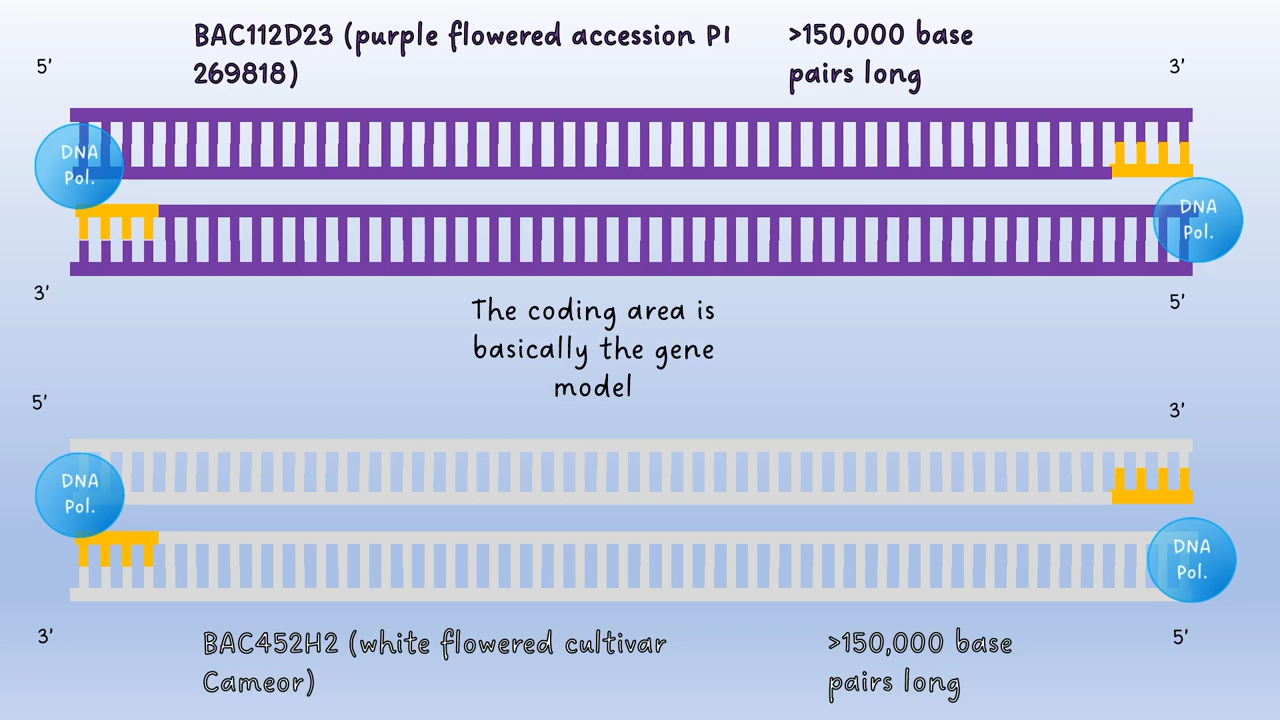 BAC112D23 (purple flowered accession PI
269818)
>150,000 base
pairs long
5’
3’
DNA
Pol.
DNA
Pol.
3’
5’
The coding area is
basically the gene
model
5’
3’
DNA
Pol.
DNA
Pol.
3’
5’
BAC452H2 (white flowered cultivar
Cameor)
>150,000 base
pairs long